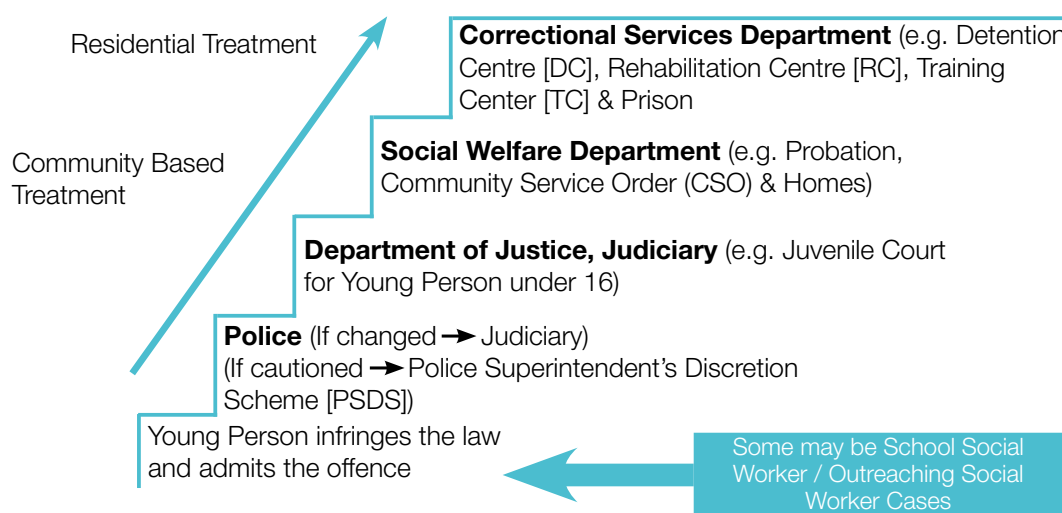 Residential Treatment
Community Based
Treatment
Correctional Services Department (e.g. Detention
Centre [DC], Rehabilitation Centre [RC], Training
Center [TC] & Prison
Social Welfare Department (e.g. Probation,
Community Service Order (CSO) & Homes)
Department of Justice, Judiciary (e.g. Juvenile Court
for Young Person under 16)
Police (If changed → Judiciary)
(If cautioned → Police Superintendent’s Discretion
Scheme [PSDS])
Young Person infringes the law
and admits the offence
Some may be School Social
Worker / Outreaching Social
Worker Cases